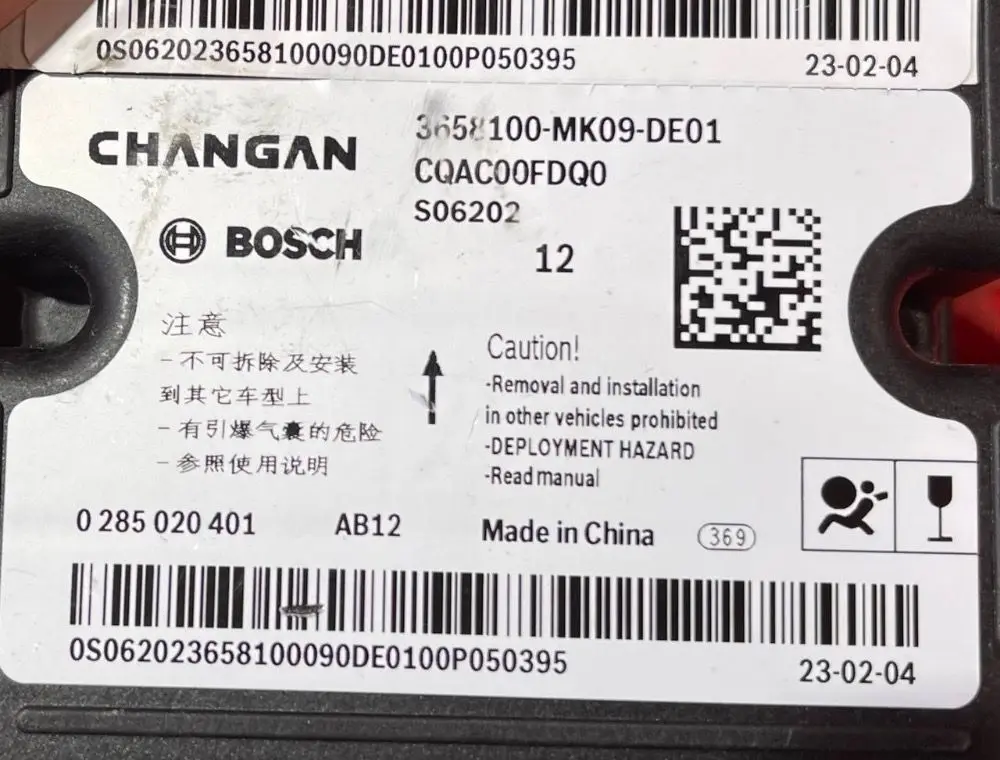 0S062023658100090DE0100P050395
23-02-04
CHANGAN
3658100-MK09-DE01
CQAC00FDQ0
S06202
BOSCH
12
注意
-不可拆除及安装
到其它车型上
-有引爆气囊的危险
-参照使用说明
Caution!
-Removal and installation
in other vehicles prohibited
-DEPLOYMENT HAZARD
-Read manual
0 285 020 401
AB12
Made in China
369
0S062023658100090DE0100P050395
23-02-04